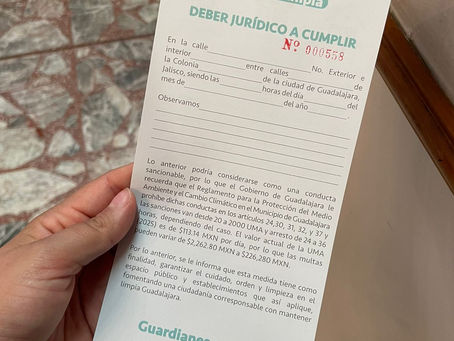 DEBER JURÍDICO A CUMPLIR
Nº 000558
En la calle No. Exterior e
interior entre calles de
la Colonia de la ciudad de Guadalajara,
Jalisco, siendo las horas del día del
mes de del año .
Observamos
Lo anterior podría considerarse como una conducta
sancionable, por lo que el Gobierno de Guadalajara le
recuerda que el Reglamento para la Protección del Medio
Ambiente y el Cambio Climático en el Municipio de Guadalajara
prohíbe dichas conductas en los artículos 24,30, 31, 32, y 37, y
las sanciones van desde 20 a 2000 UMA y arresto de 24 a 36
horas, dependiendo del caso. El valor actual de la UMA
(2025) es de $113.14 MXN por día, por lo que las multas
pueden variar de $2,262.80 MXN a $226,280 MXN.
Por lo anterior, se le informa que esta medida tiene como
finalidad, garantizar el cuidado, orden y limpieza en el
espacio público y establecimientos que así aplique,
fomentando una ciudadanía corresponsable con mantener
limpia Guadalajara.